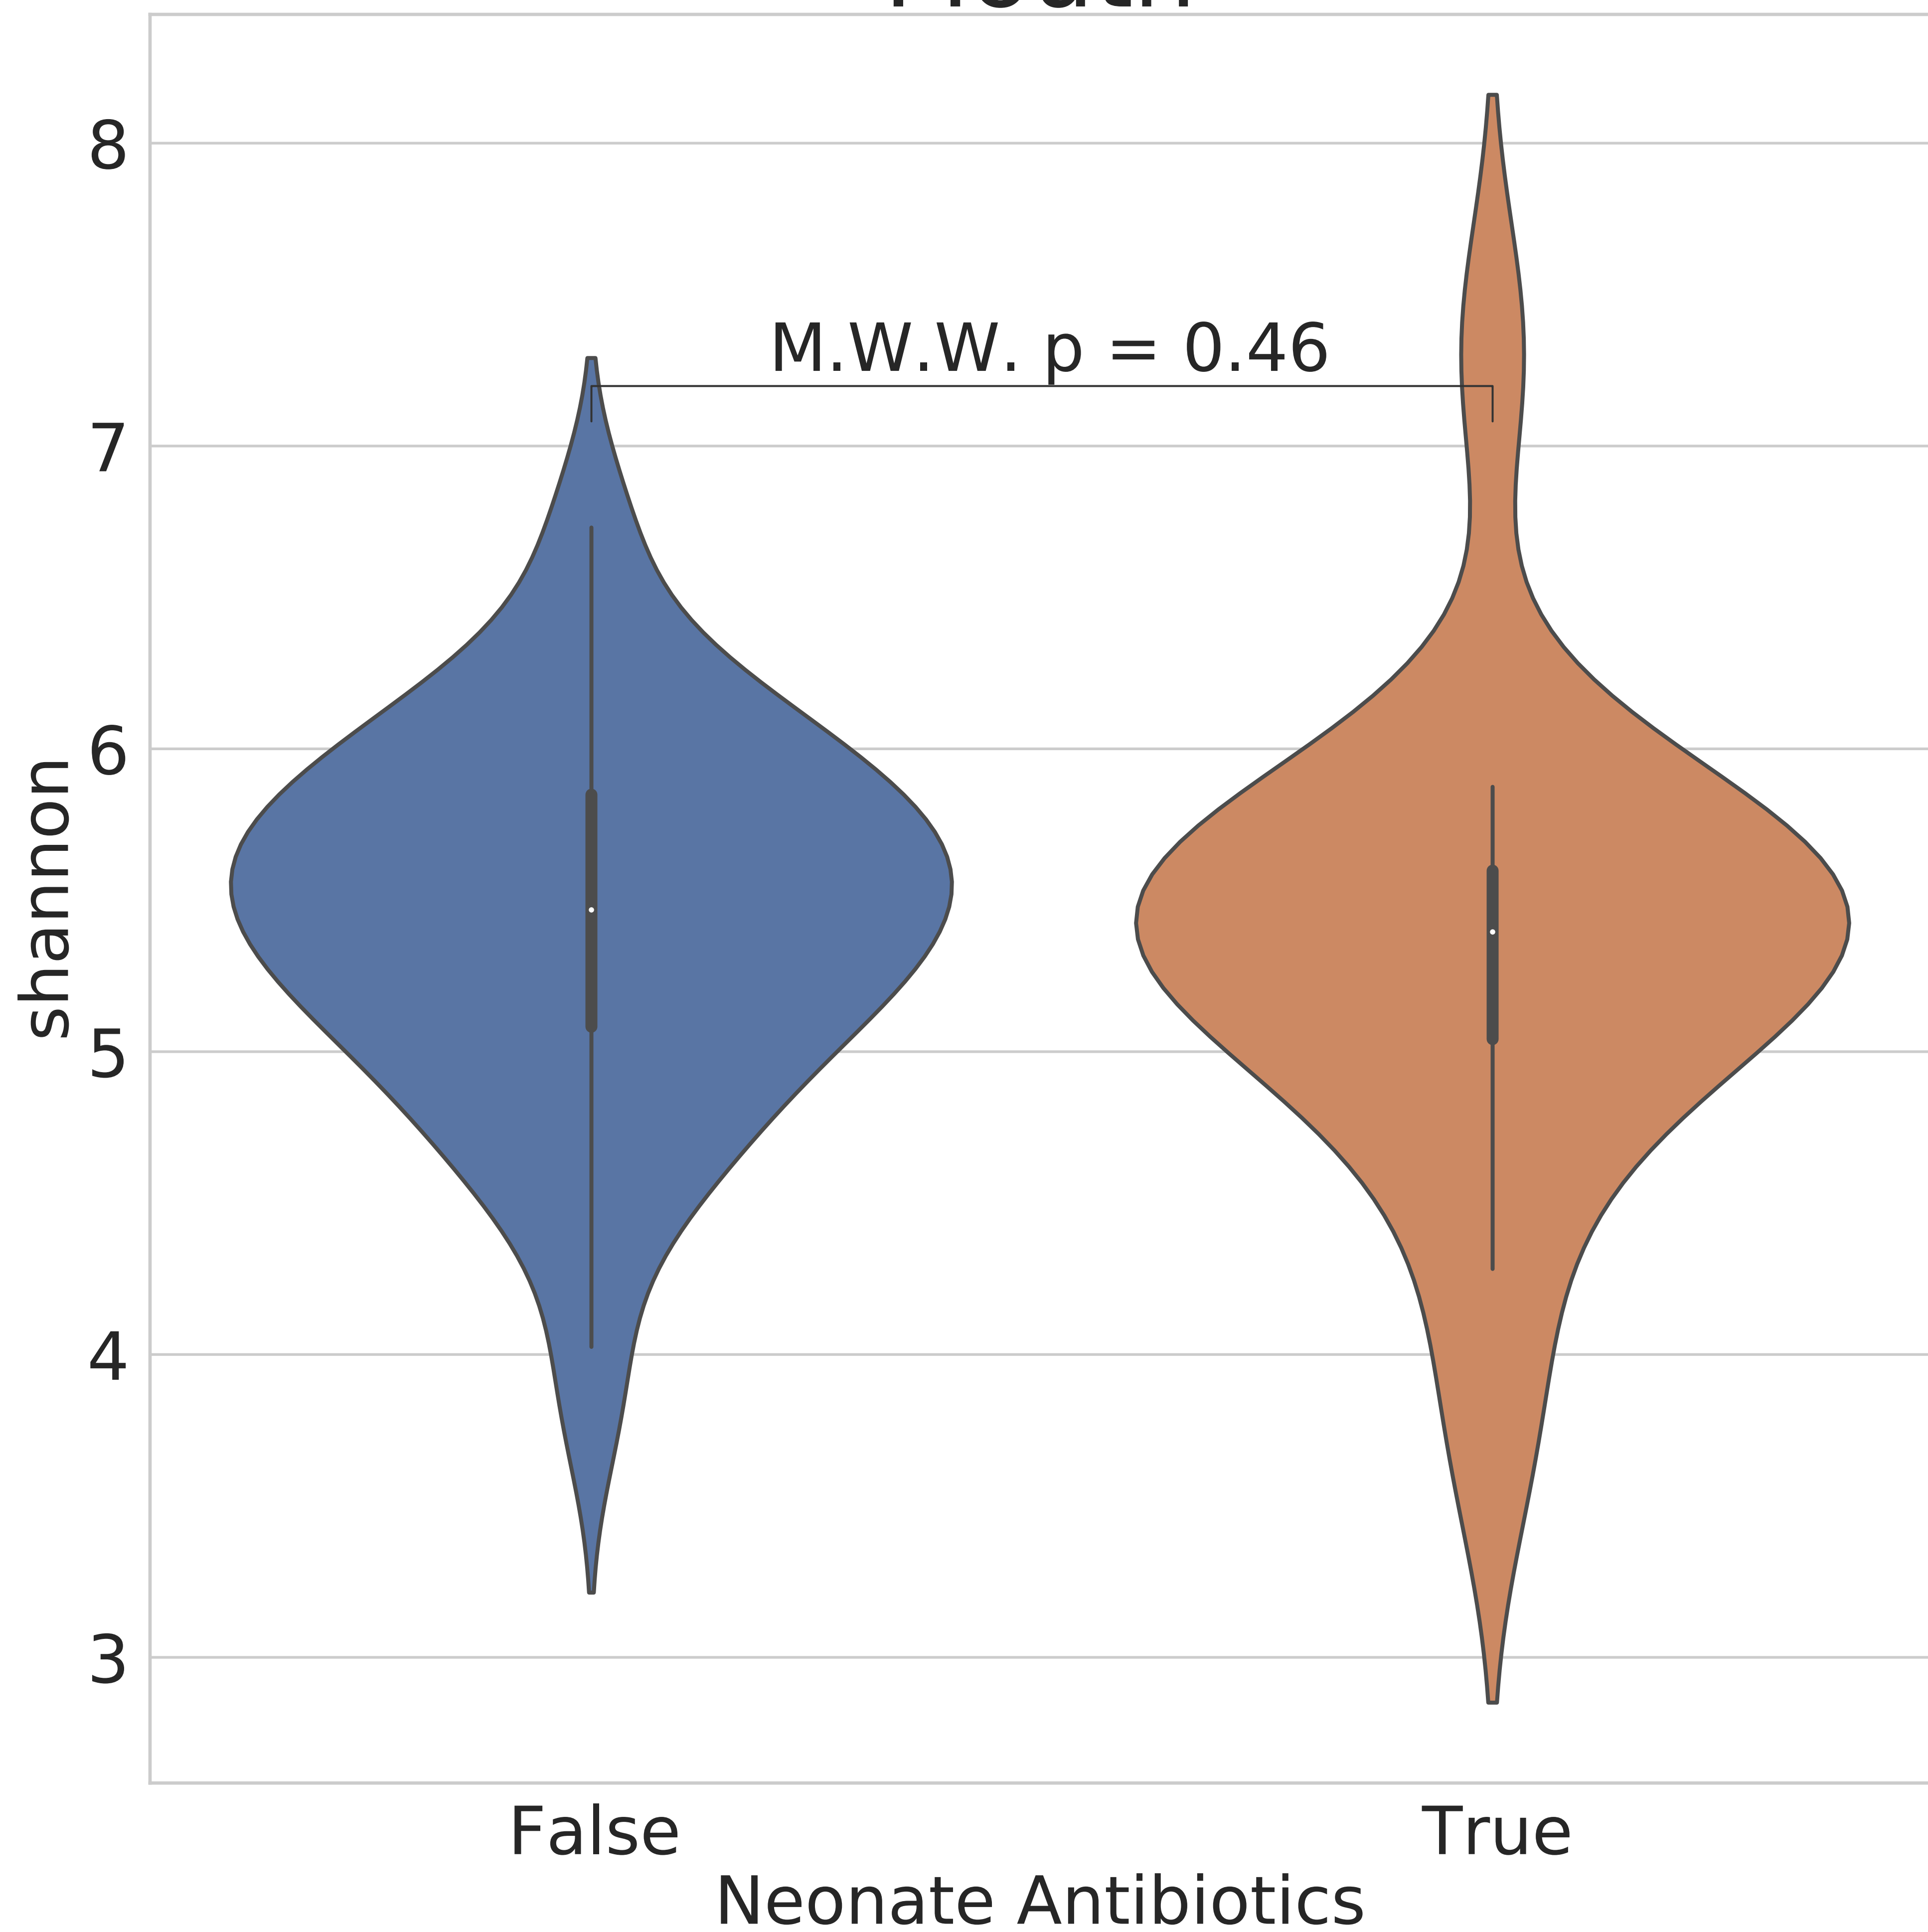 8
M.W.W. p = 0.46
7
6
shannon
5
4
3
False
True
Neonate Antibiotics